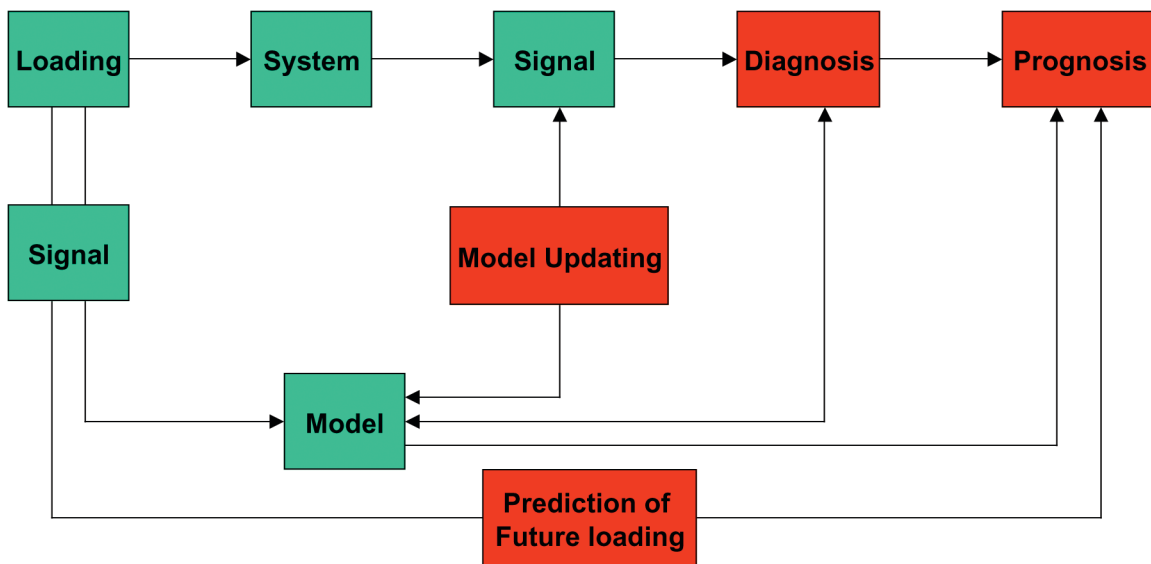 Loading
System
Signal
Diagnosis
Prognosis
Signal
Model Updating
Model
Prediction of
Future loading